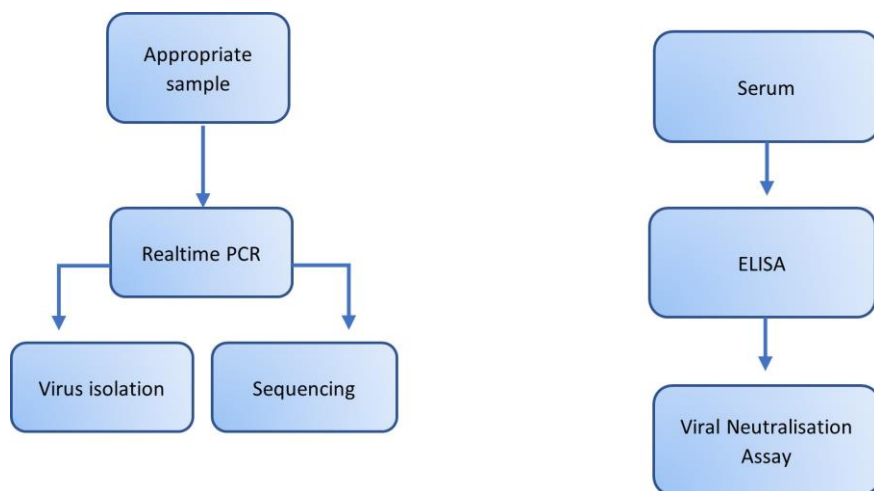 Appropriate
sample
Realtime PCR
Virus isolation
Sequencing
Serum
ELISA
Viral Neutralisation
Assay